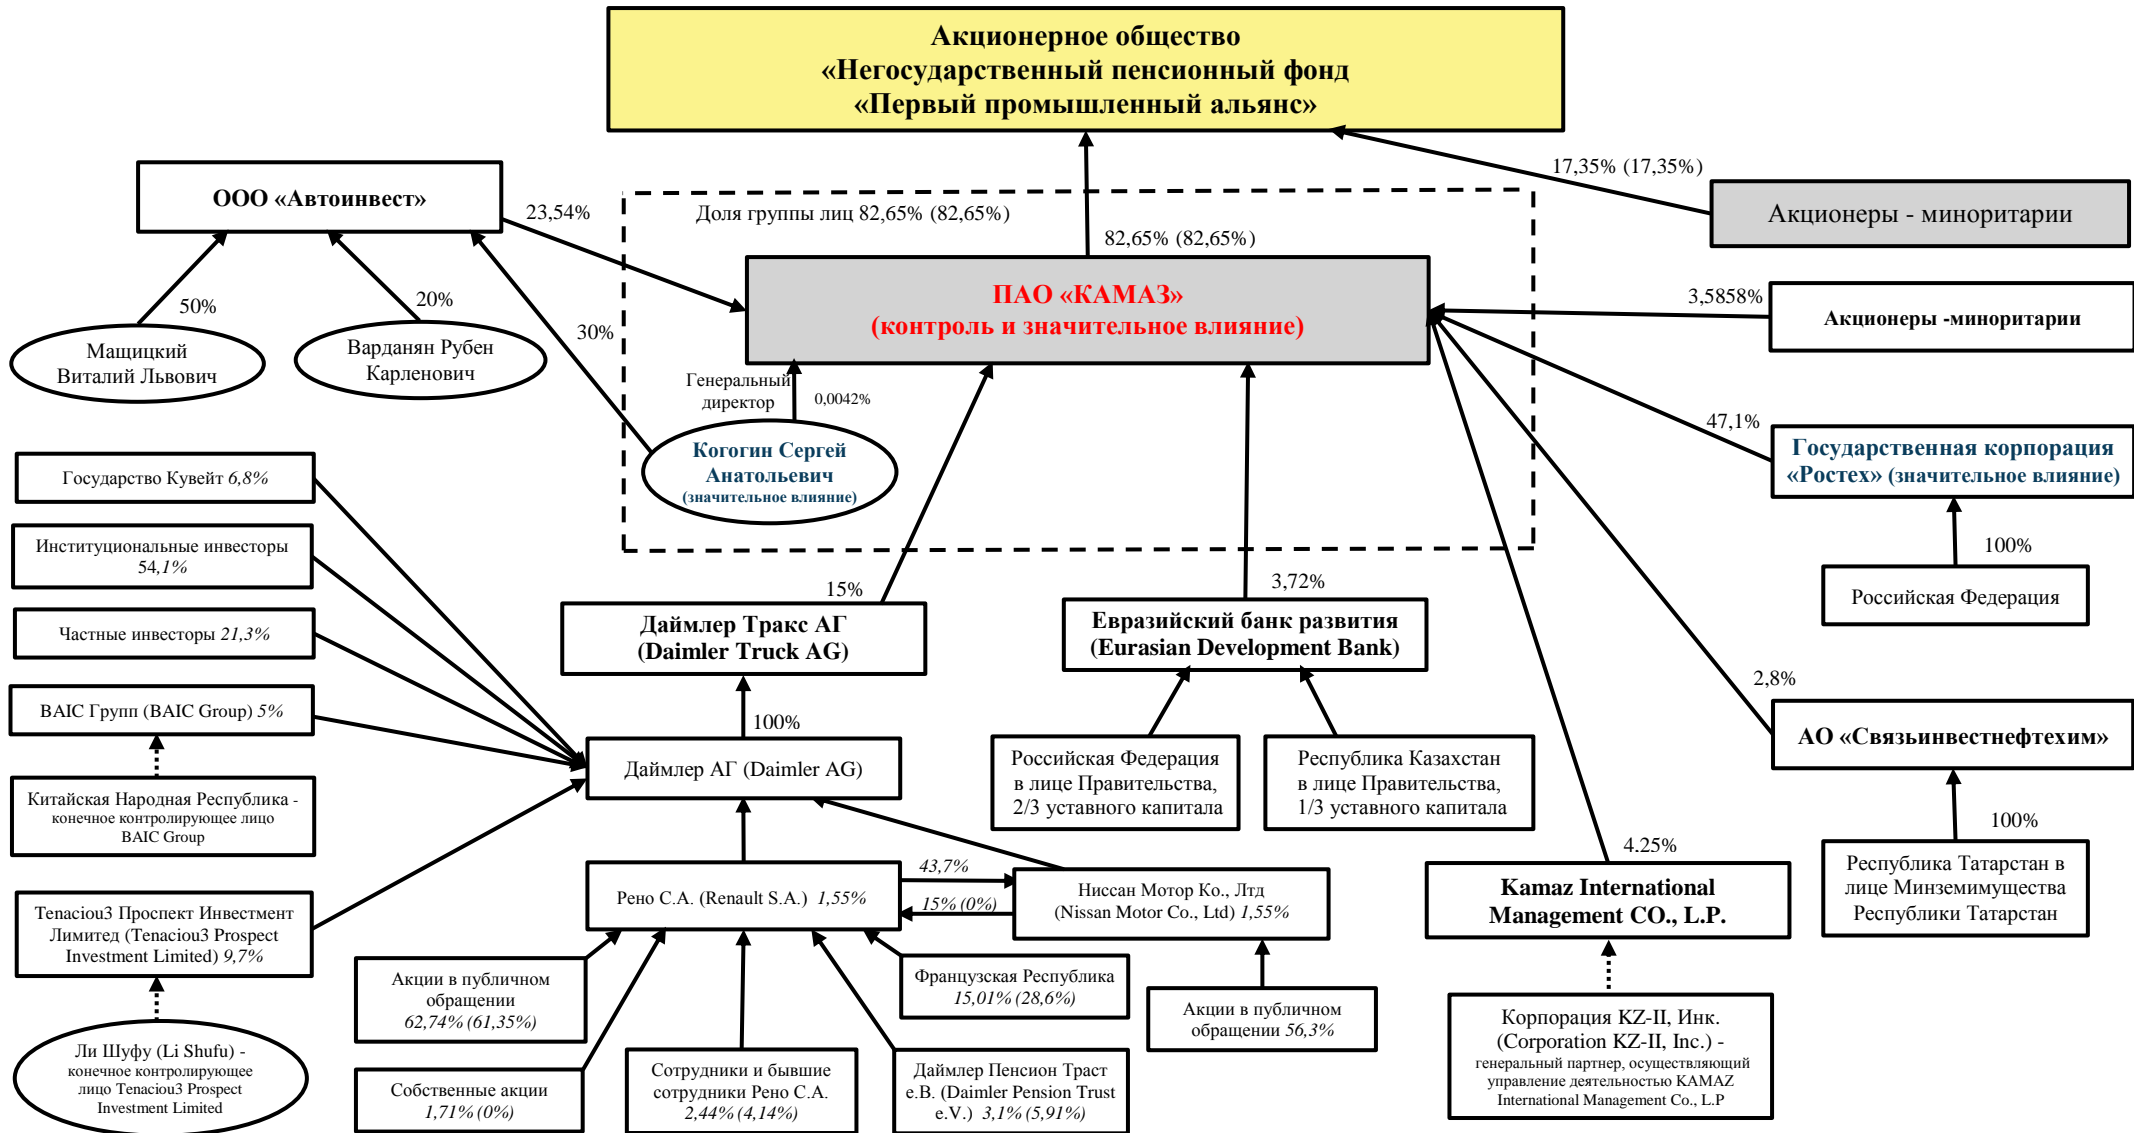 Акционерное общество
«Негосударственный пенсионный фонд
«Первый промышленный альянс»
17,35% (17,35%)
Акционеры - миноритарии
ООО «Автоинвест»
23,54%
Доля группы лиц 82,65% (82,65%)
82,65% (82,65%)
ПАО «КАМАЗ»
(контроль и значительное влияние)
3,5858%
Акционеры -миноритарии
50%
20%
30%
Мащицкий
Виталий Львович
Варданян Рубен
Карленович
Генеральный
директор
0,0042%
Когогин Сергей
Анатольевич
(значительное влияние)
47,1%
Государственная корпорация
«Ростех» (значительное влияние)
100%
Российская Федерация
Государство Кувейт 6,8%
Институциональные инвесторы
54,1%
Частные инвесторы 21,3%
BAIC Групп (BAIC Group) 5%
Китайская Народная Республика -
конечное контролирующее лицо
BAIC Group
15%
Даймлер Тракс АГ
(Daimler Truck AG)
3,72%
Евразийский банк развития
(Eurasian Development Bank)
100%
Даймлер АГ (Daimler AG)
Российская Федерация
в лице Правительства,
2/3 уставного капитала
Республика Казахстан
в лице Правительства,
1/3 уставного капитала
2,8%
АО «Связьинвестнефтехим»
100%
Республика Татарстан в
лице Минземимущества
Республики Татарстан
4.25%
Kamaz International
Management CO., L.P.
Корпорация KZ-II, Инк.
(Corporation KZ-II, Inc.) -
генеральный партнер, осуществляющий
управление деятельностью KAMAZ
International Management Co., L.P
Tenaciou3 Проспект Инвестмент
Лимитед (Tenaciou3 Prospect
Investment Limited) 9,7%
Ли Шуфу (Li Shufu) -
конечное контролирующее
лицо Tenaciou3 Prospect
Investment Limited
Рено С.А. (Renault S.A.) 1,55%
43,7%
15% (0%)
Ниссан Мотор Ко., Лтд
(Nissan Motor Co., Ltd) 1,55%
Акции в публичном
обращении
62,74% (61,35%)
Французская Республика
15,01% (28,6%)
Акции в публичном
обращении 56,3%
Собственные акции
1,71% (0%)
Сотрудники и бывшие
сотрудники Рено С.А.
2,44% (4,14%)
Даймлер Пенсион Траст
е.В. (Daimler Pension Trust
e.V.) 3,1% (5,91%)